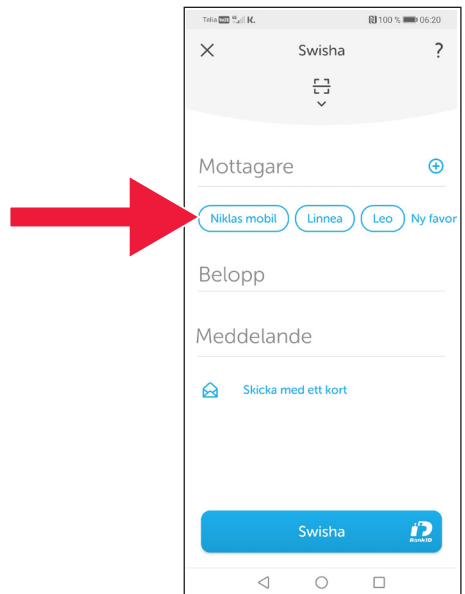 Telia K. 100 % 06:20
Swisha ?
Mottagare
Niklas mobil Linnea Leo Ny favor
Belopp
Meddelande
Skicka med ett kort
Swisha BankID